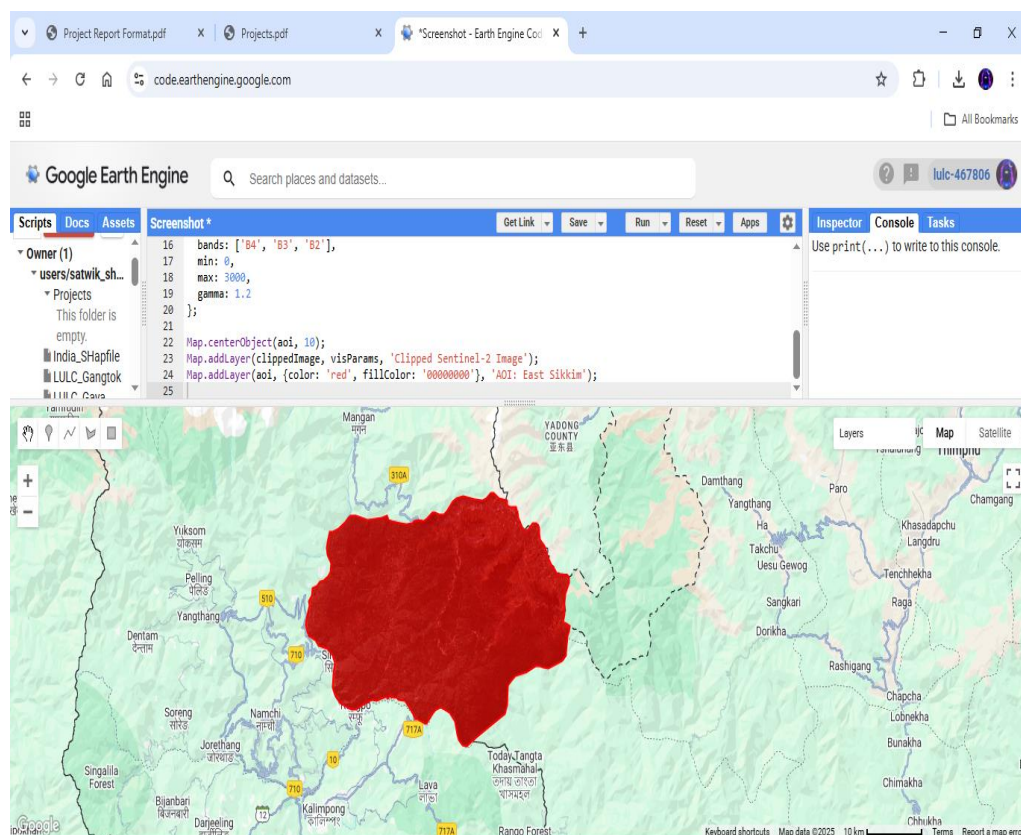 Project Report Format.pdf
Projects.pdf
*Screenshot - Earth Engine Cod
code.earthengine.google.com
All Bookmarks
Google Earth Engine
Search places and datasets...
lulc-467806
Scripts Docs Assets
Screenshot *
Get Link Save Run Reset Apps
Inspector Console Tasks
Owner (1)
users/satwik_sh...
Projects
This folder is
empty.
India_SHapfile
LULC_Gangtok
LULC_Gaya
16 bands: ['B4', 'B3', 'B2'],
17 min: 0,
18 max: 3000,
19 gamma: 1.2
20 };
21
22 Map.centerObject(aoi, 10);
23 Map.addLayer(clippedImage, visParams, 'Clipped Sentinel-2 Image');
24 Map.addLayer(aoi, {color: 'red', fillColor: '00000000'}, 'AOI: East Sikkim');
25
Use print(...) to write to this console.
Layers
Map Satellite
Mangan
मंगन
YADONG
COUNTY
亚东县
310A
Thimphu
Damthang
Paro
Yangthang
Chamgang
Ha
Khasadapchu
Yuksom
योकसम
Langdru
Takchu
Uesu Gewog
Pelling
पेलिंग
Tenchhekha
510
Sangkari
Raga
Yangthang
Dentam
देन्ताम
Dorikha
710
Rashigang
Chapcha
Soreng
सोरेंग
Namchi
नाम्ची
Lobnekha
717A
Bunakha
Jorethang
जोरथांग
10
Today Tangta
Khasmahal
Singalila
Forest
710
Lava
Chimakha
Bijanbari
बिजनबारी
12
Kalimpong
Chhukha
Darjeeling
717A
Rango Forest
Google
Keyboard shortcuts Map data ©2025 10 km Terms Report a map error